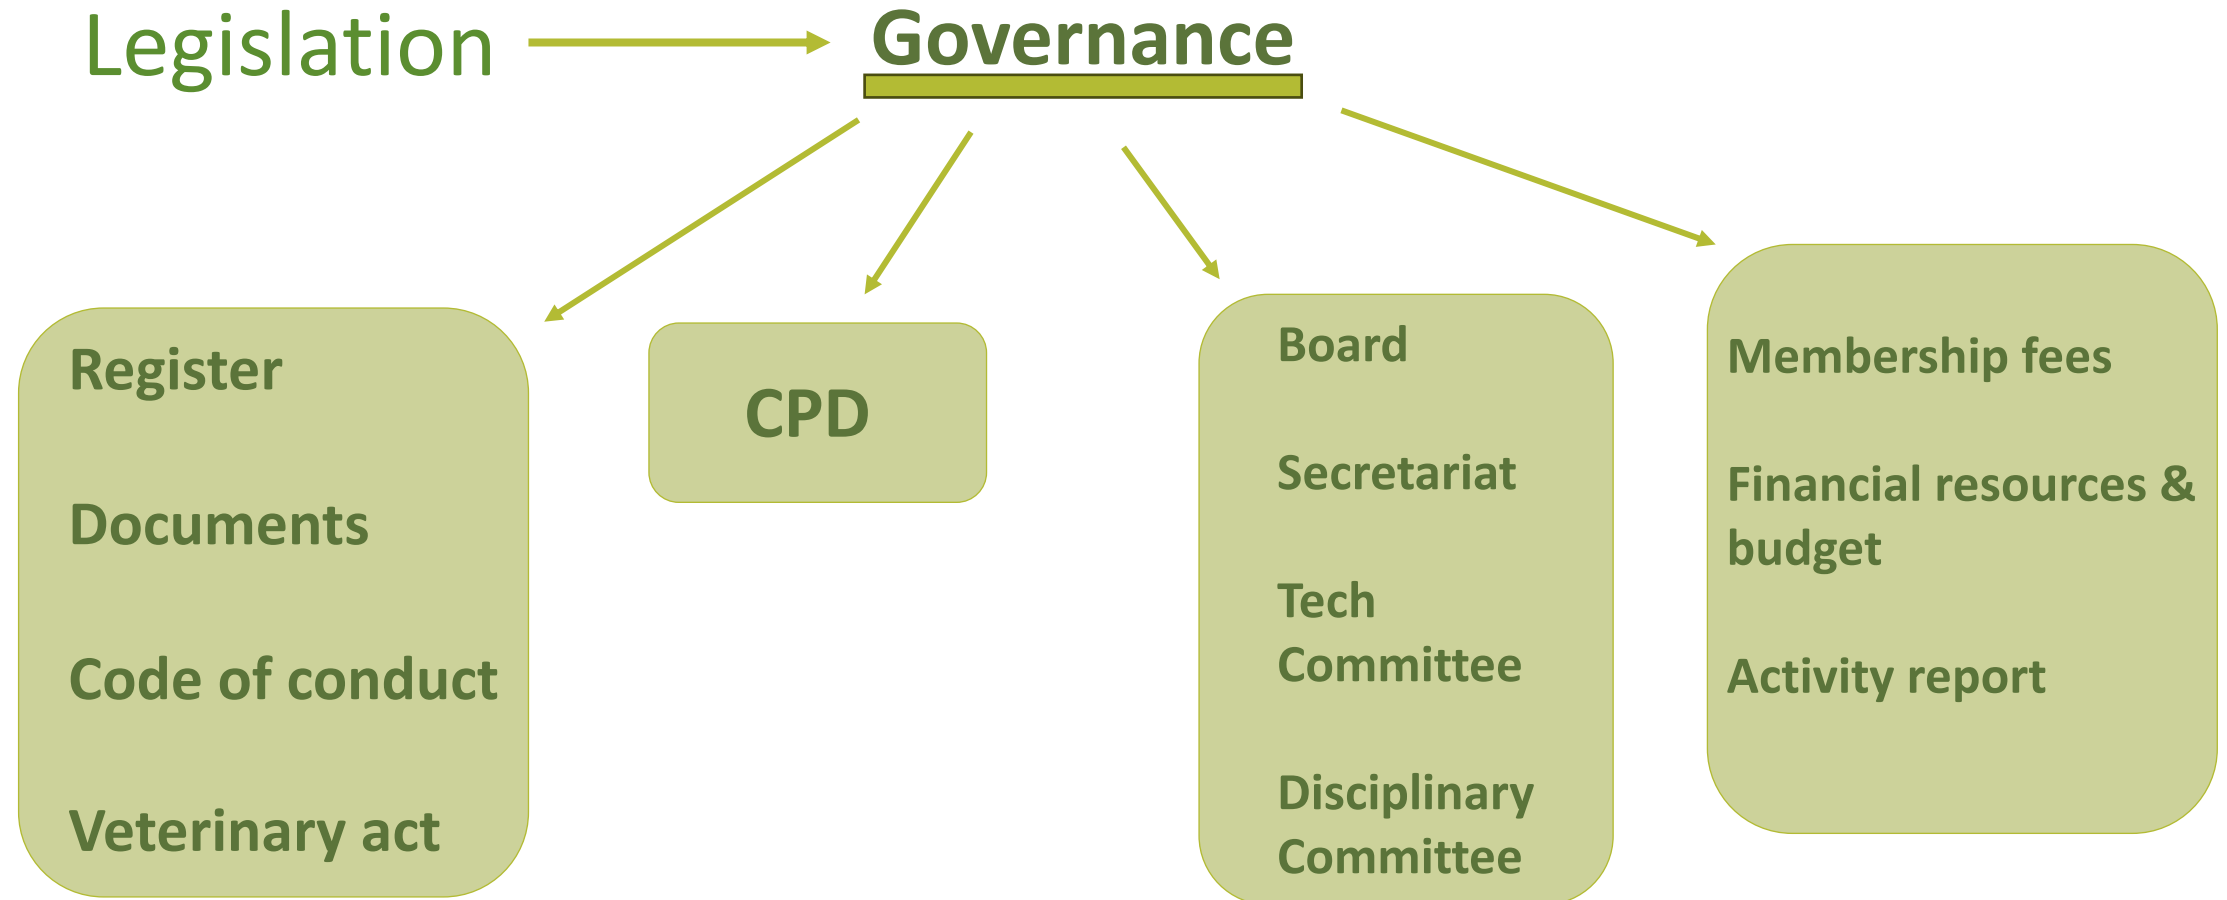 Legislation
Governance
Register
Documents
Code of conduct
Veterinary act
CPD
Board
Secretariat
Tech
Committee
Disciplinary
Committee
Membership fees
Financial resources &
budget
Activity report